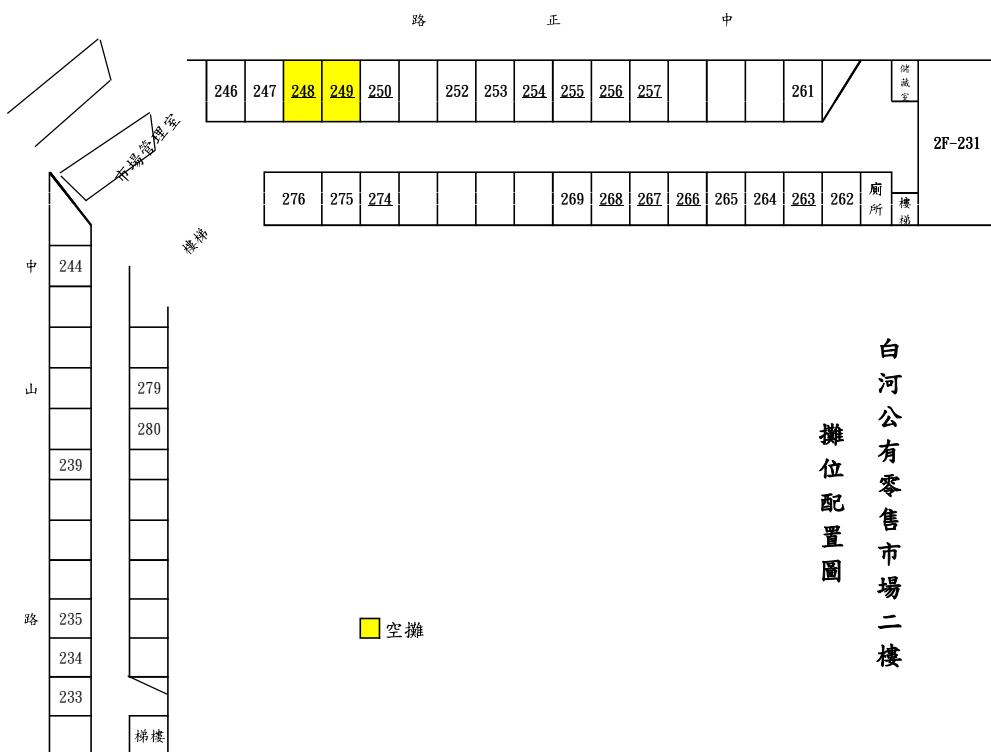 路 正 中
246 247 248 249 250 252 253 254 255 256 257 261
儲藏室
2F-231
市場管理室
276 275 274 269 268 267 266 265 264 263 262 廁所 樓梯
樓梯
中山路
244
239
235
234
233
279
280
梯樓
空攤
白河公有零售市場二樓
攤位配置圖